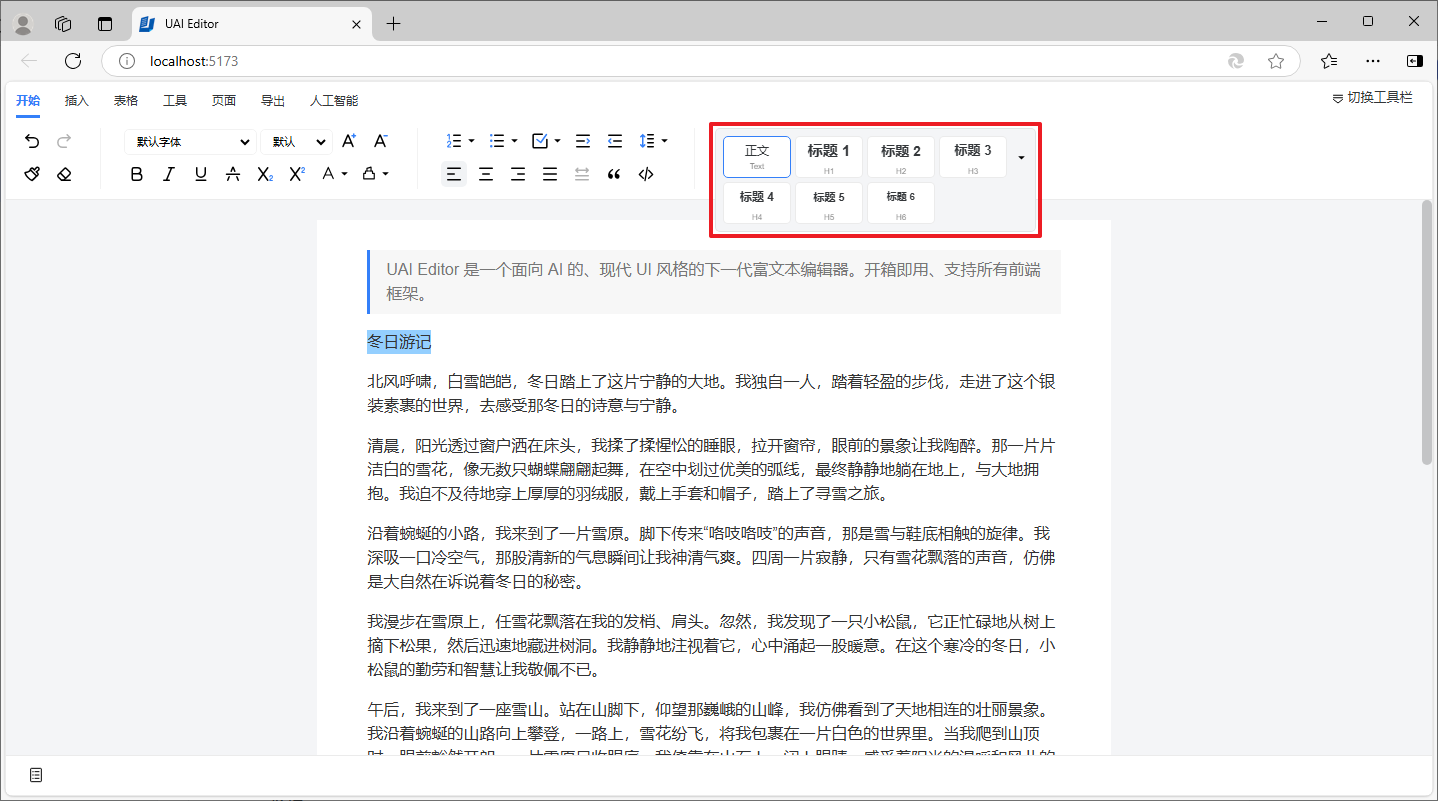 UAI Editor
localhost:5173
开始 插入 表格 工具 页面 导出 人工智能
切换工具栏
默认字体 默认
正文 标题 1 标题 2 标题 3
Text H1 H2 H3
标题 4 标题 5 标题 6
H4 H5 H6
UAI Editor 是一个面向 AI 的、现代 UI 风格的下一代富文本编辑器。开箱即用、支持所有前端
框架。
冬日游记
北风呼啸，白雪皑皑，冬日踏上了这片宁静的大地。我独自一人，踏着轻盈的步伐，走进了这个银
装素裹的世界，去感受那冬日的诗意与宁静。
清晨，阳光透过窗户洒在床头，我揉了揉惺忪的睡眼，拉开窗帘，眼前的景象让我陶醉。那一片片
洁白的雪花，像无数只蝴蝶翩翩起舞，在空中划过优美的弧线，最终静静地躺在地上，与大地拥
抱。我迫不及待地穿上厚厚的羽绒服，戴上手套和帽子，踏上了寻雪之旅。
沿着蜿蜒的小路，我来到了一片雪原。脚下传来“咯吱咯吱”的声音，那是雪与鞋底相触的旋律。我
深吸一口冷空气，那股清新的气息瞬间让我神清气爽。四周一片寂静，只有雪花飘落的声音，仿佛
是大自然在诉说着冬日的秘密。
我漫步在雪原上，任雪花飘落在我的发梢、肩头。忽然，我发现了一只小松鼠，它正忙碌地从树上
摘下松果，然后迅速地藏进树洞。我静静地注视着它，心中涌起一股暖意。在这个寒冷的冬日，小
松鼠的勤劳和智慧让我敬佩不已。
午后，我来到了一座雪山。站在山脚下，仰望那巍峨的山峰，我仿佛看到了天地相连的壮丽景象。
我沿着蜿蜒的山路向上攀登，一路上，雪花纷飞，将我包裹在一片白色的世界里。当我爬到山顶